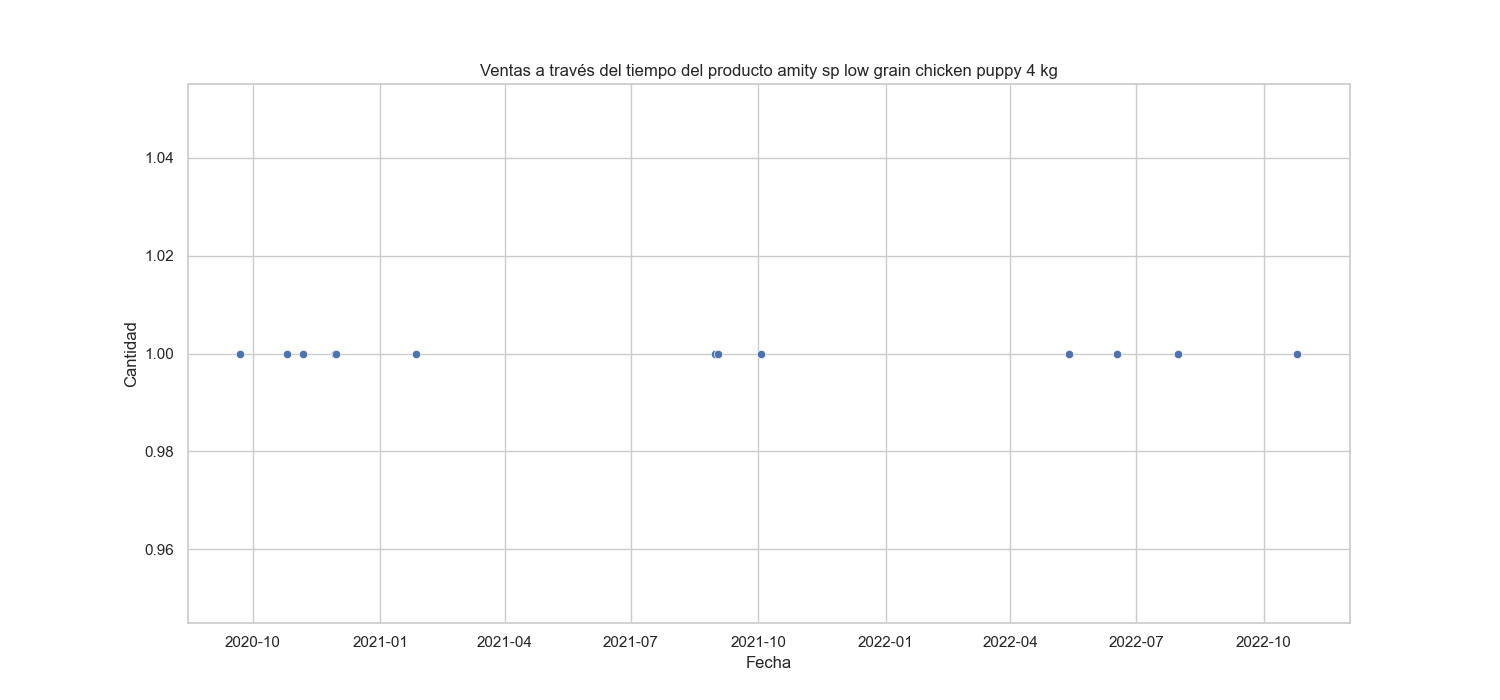 Ventas a través del tiempo del producto amity sp low grain chicken puppy 4 kg
1.04
1.02
1.00
0.98
0.96
Cantidad
2020-10 2021-01 2021-04 2021-07 2021-10 2022-01 2022-04 2022-07 2022-10
Fecha